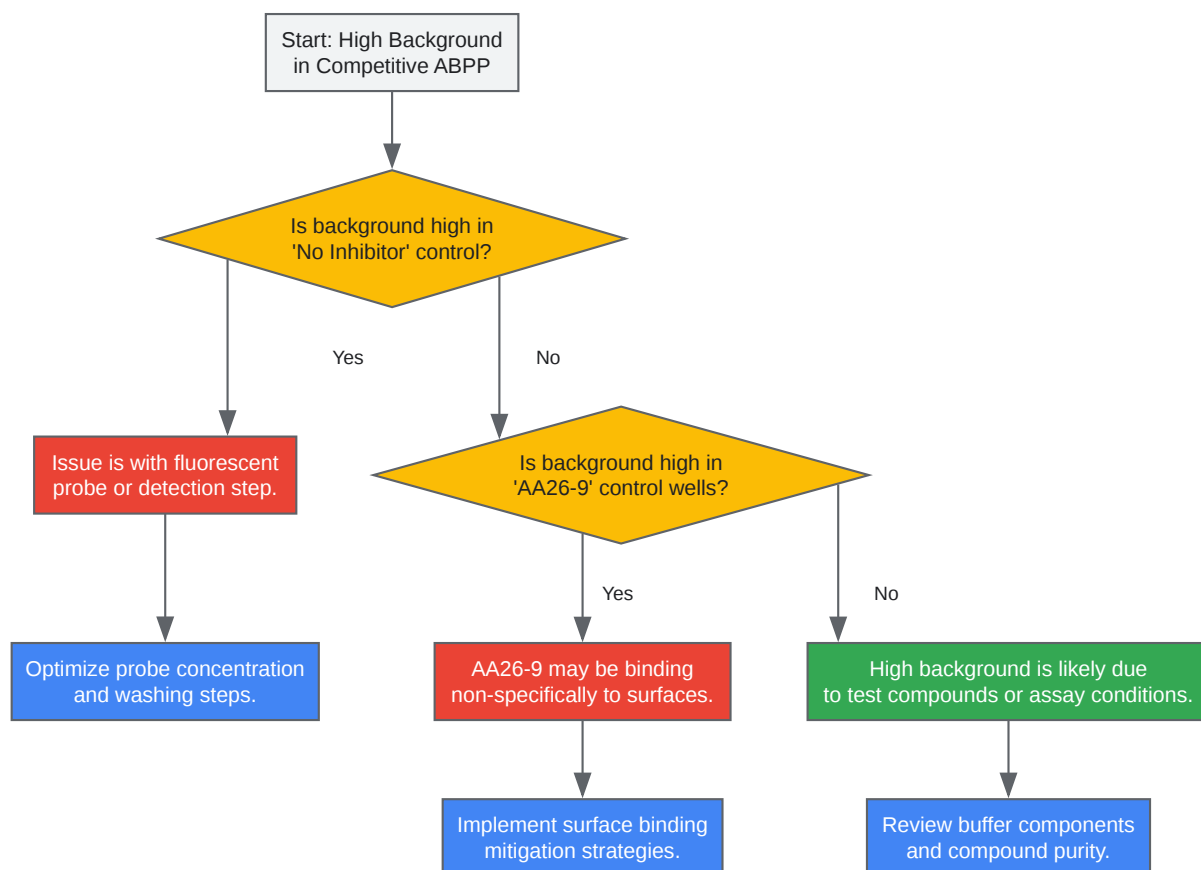 Start: High Background
in Competitive ABPP
Is background high in
'No Inhibitor' control?
Yes
No
Issue is with fluorescent
probe or detection step.
Is background high in
'AA26-9' control wells?
Yes
No
Optimize probe concentration
and washing steps.
AA26-9 may be binding
non-specifically to surfaces.
High background is likely due
to test compounds or assay conditions.
Implement surface binding
mitigation strategies.
Review buffer components
and compound purity.